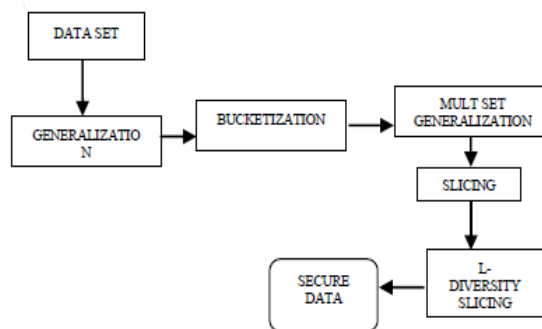 DATA SET
GENERALIZATIO
N
BUCKETIZATION
MULT SET
GENERALIZATION
SLICING
L-
DIVERSITY
SLICING
SECURE
DATA